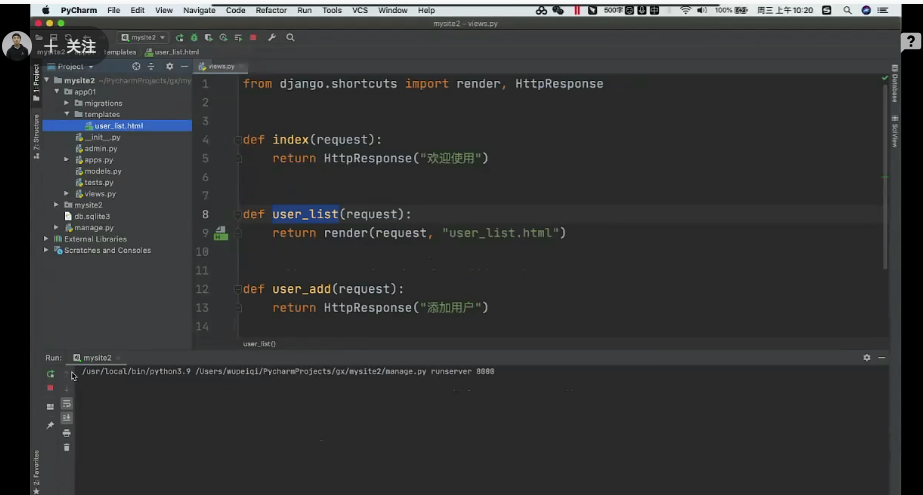 PyCharm File Edit View Navigate Code Refactor Run Tools VCS Window Help 500字 100% 周三上午10:20
mysite2 - views.py
mysite2
十 关注
templates user_list.html
Project
views.py
mysite2 ~/PycharmProjects/gx/my
app01
migrations
templates
user_list.html
__init__.py
admin.py
apps.py
models.py
tests.py
views.py
mysite2
db.sqlite3
manage.py
External Libraries
Scratches and Consoles
1: Project
7: Structure
2: Favorites
Database
SciView
1 from django.shortcuts import render, HttpResponse
2
3
4 def index(request):
5 return HttpResponse("欢迎使用")
6
7
8 def user_list(request):
9 return render(request, "user_list.html")
10
11
12 def user_add(request):
13 return HttpResponse("添加用户")
14
user_list()
Run: mysite2
/usr/local/bin/python3.9 /Users/wupeiqi/PycharmProjects/gx/mysite2/manage.py runserver 8000